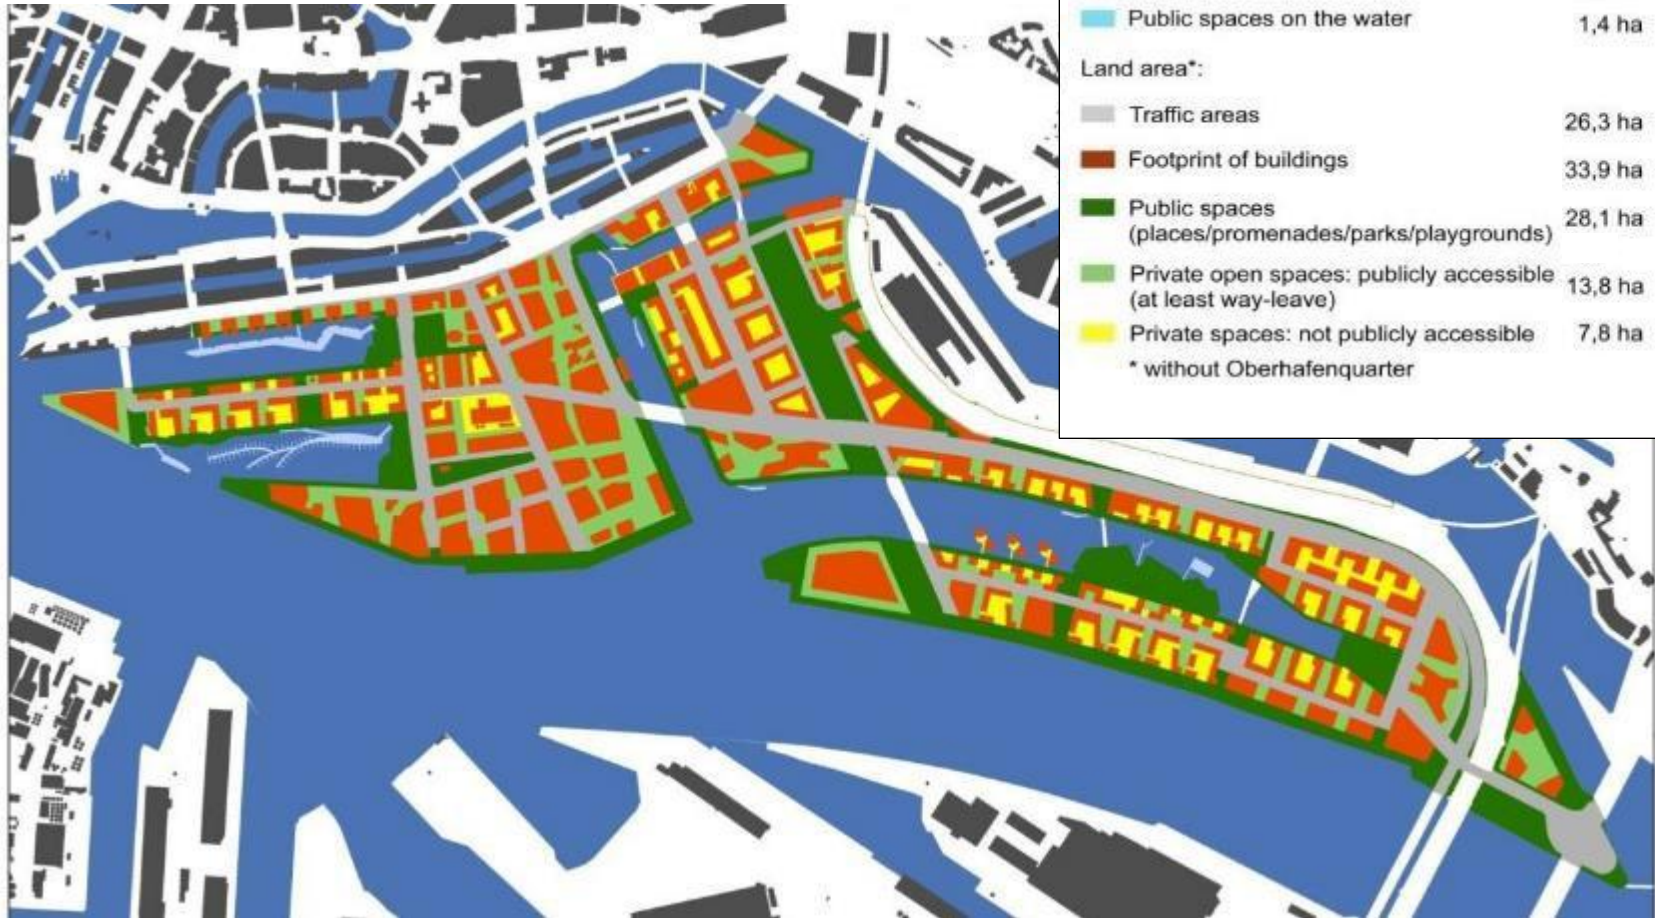 Public spaces on the water 1,4 ha
Land area*:
Traffic areas 26,3 ha
Footprint of buildings 33,9 ha
Public spaces
(places/promenades/parks/playgrounds) 28,1 ha
Private open spaces: publicly accessible
(at least way-leave) 13,8 ha
Private spaces: not publicly accessible 7,8 ha
* without Oberhafenquarter